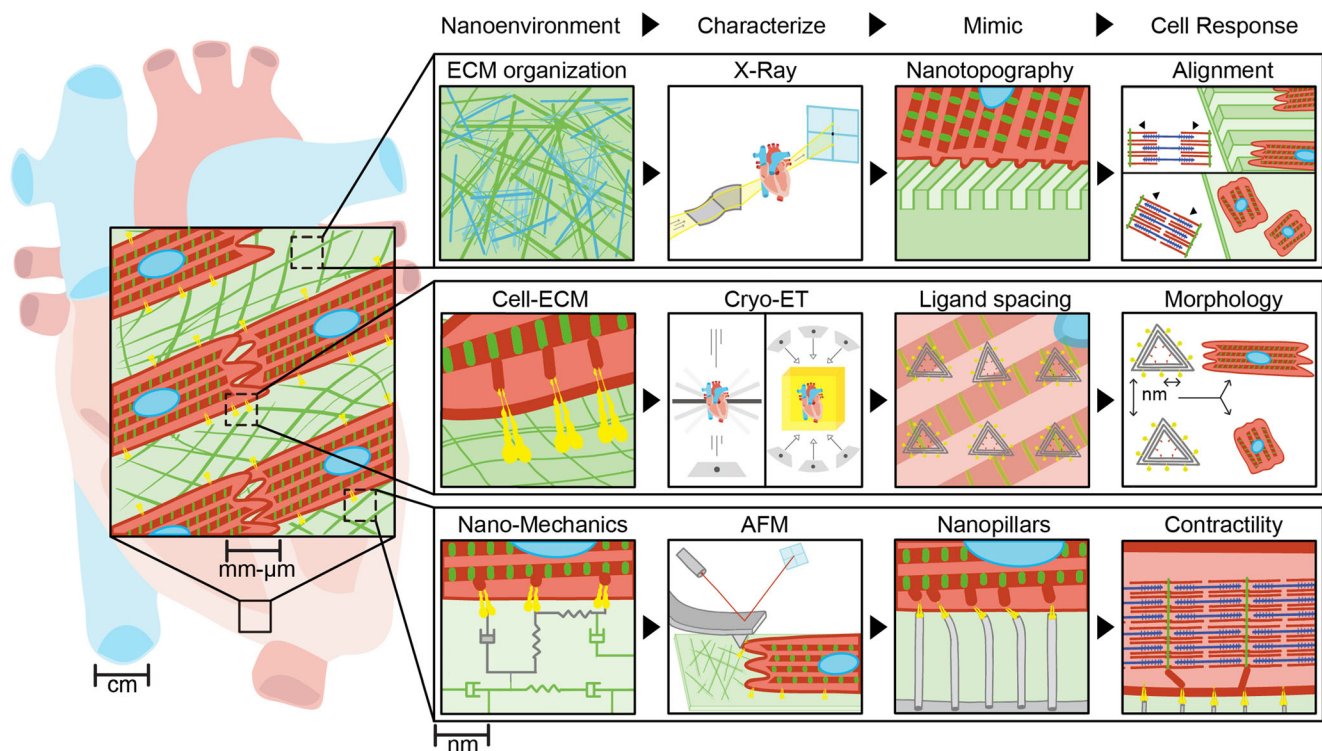 Nanoenvironment Characterize Mimic Cell Response
ECM organization X-Ray Nanotopography Alignment
Cell-ECM Cryo-ET Ligand spacing Morphology
nm
Nano-Mechanics AFM Nanopillars Contractility
mm-µm
cm
nm